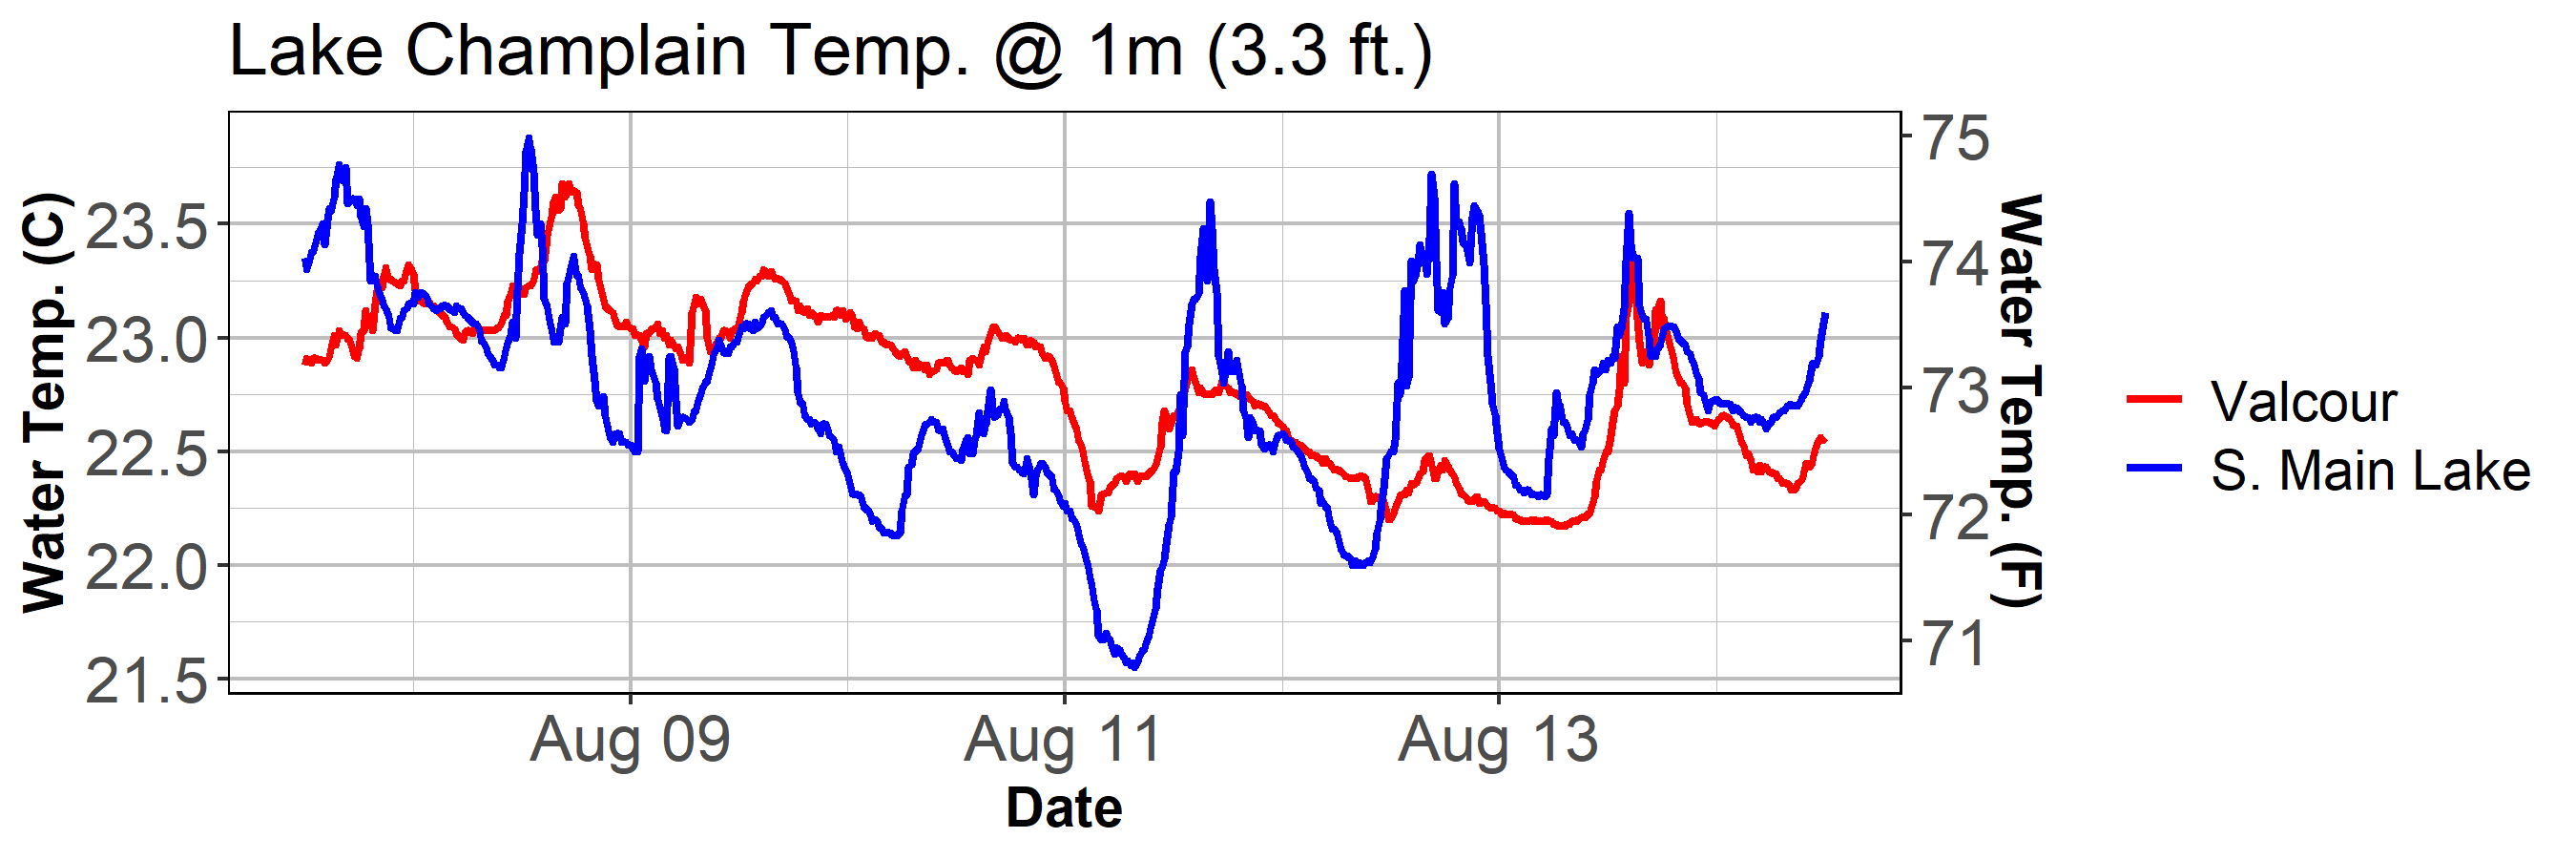 Lake Champlain Temp. @ 1m (3.3 ft.)
Water Temp. (C)
23.5
23.0
22.5
22.0
21.5
75
74
73
72
71
Water Temp. (F)
Aug 09
Aug 11
Aug 13
Date
Valcour
S. Main Lake